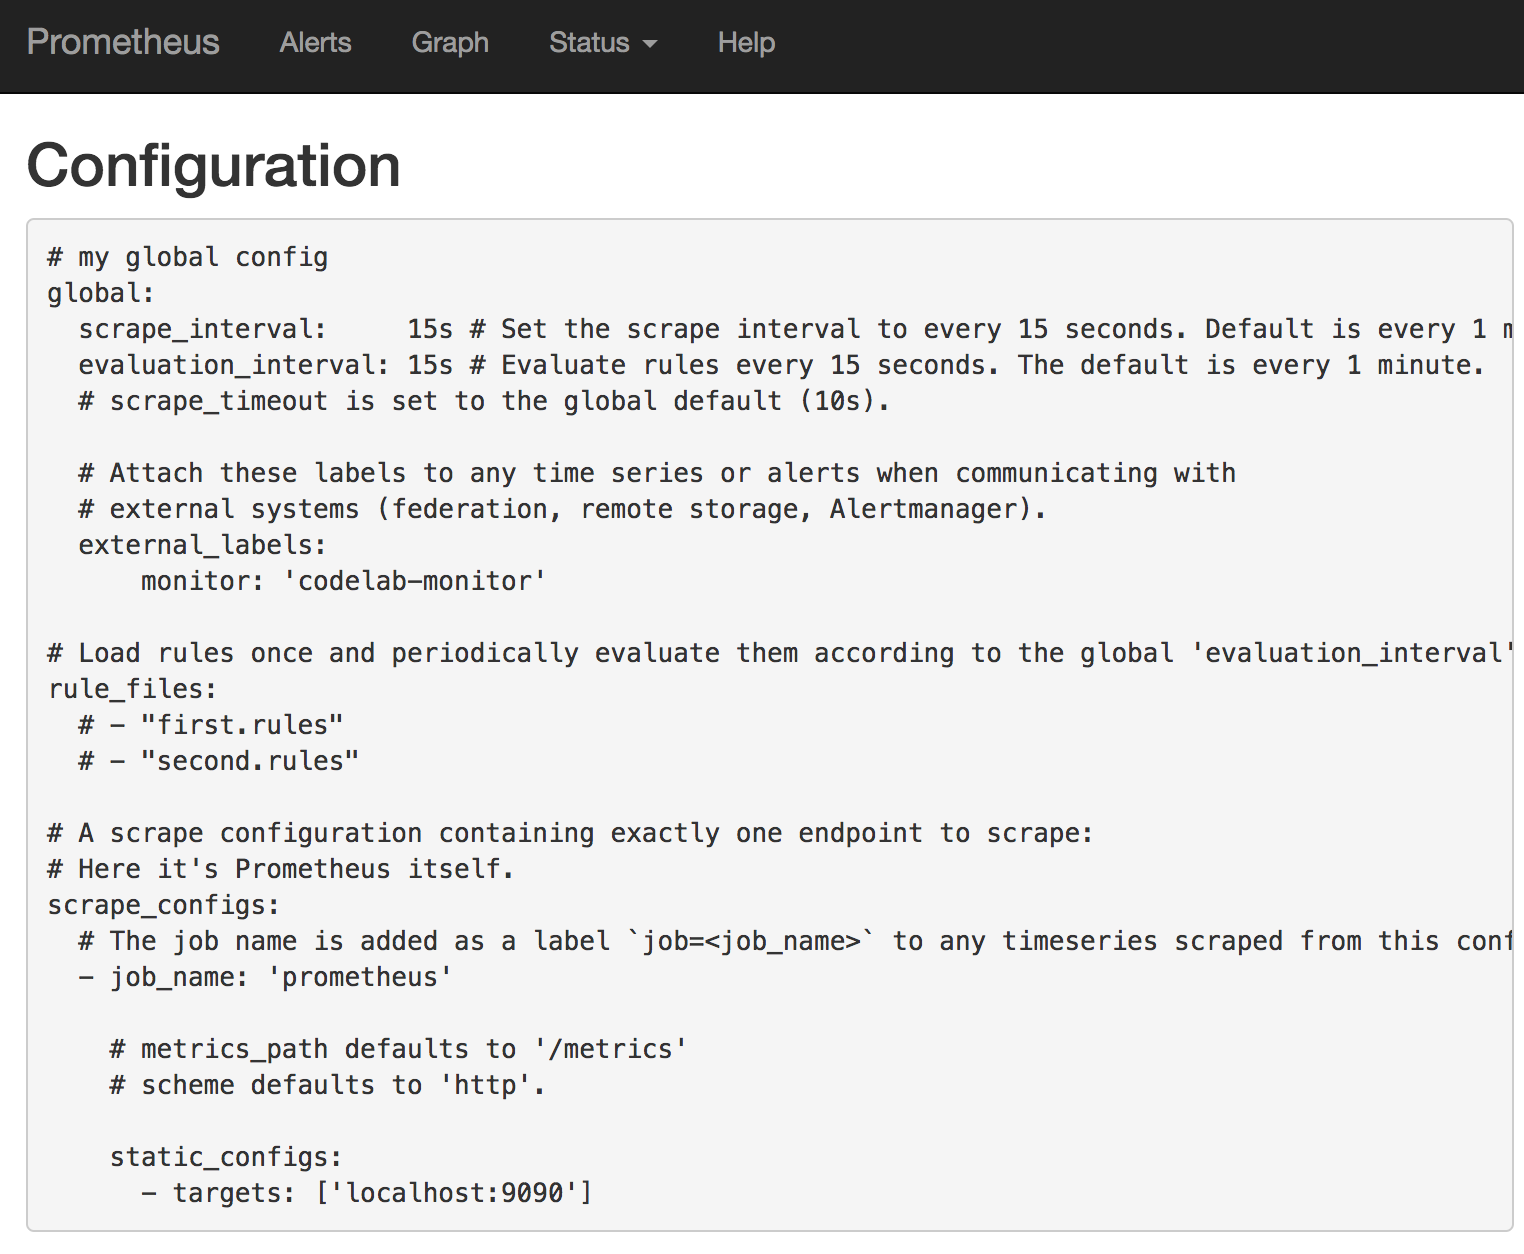 Prometheus Alerts Graph Status Help
Configuration
# my global config
global:
  scrape_interval:     15s # Set the scrape interval to every 15 seconds. Default is every 1
  evaluation_interval: 15s # Evaluate rules every 15 seconds. The default is every 1 minute.
  # scrape_timeout is set to the global default (10s).

  # Attach these labels to any time series or alerts when communicating with
  # external systems (federation, remote storage, Alertmanager).
  external_labels:
      monitor: 'codelab-monitor'

# Load rules once and periodically evaluate them according to the global 'evaluation_interval'
rule_files:
  # - "first.rules"
  # - "second.rules"

# A scrape configuration containing exactly one endpoint to scrape:
# Here it's Prometheus itself.
scrape_configs:
  # The job name is added as a label `job=<job_name>` to any timeseries scraped from this
  - job_name: 'prometheus'

    # metrics_path defaults to '/metrics'
    # scheme defaults to 'http'.

    static_configs:
      - targets: ['localhost:9090']